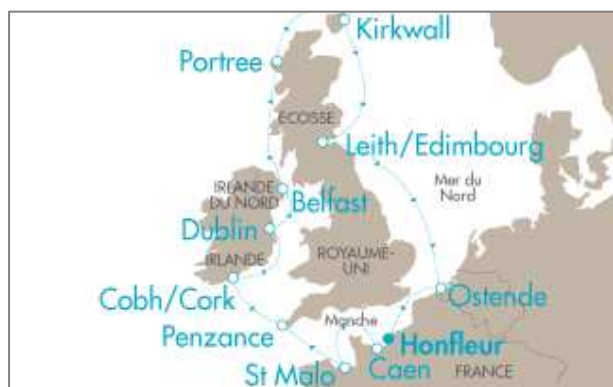 Kirkwall
Portree
ECOSSE
Leith/Edimbourg
Mer du
Nord
IRLANDE
DU NORD
Belfast
Dublin
ROYAUME-
UNI
IRLANDE
Cobh/Cork
Ostende
Penzance
Manche
Honfleur
St Malo
Caen
FRANCE